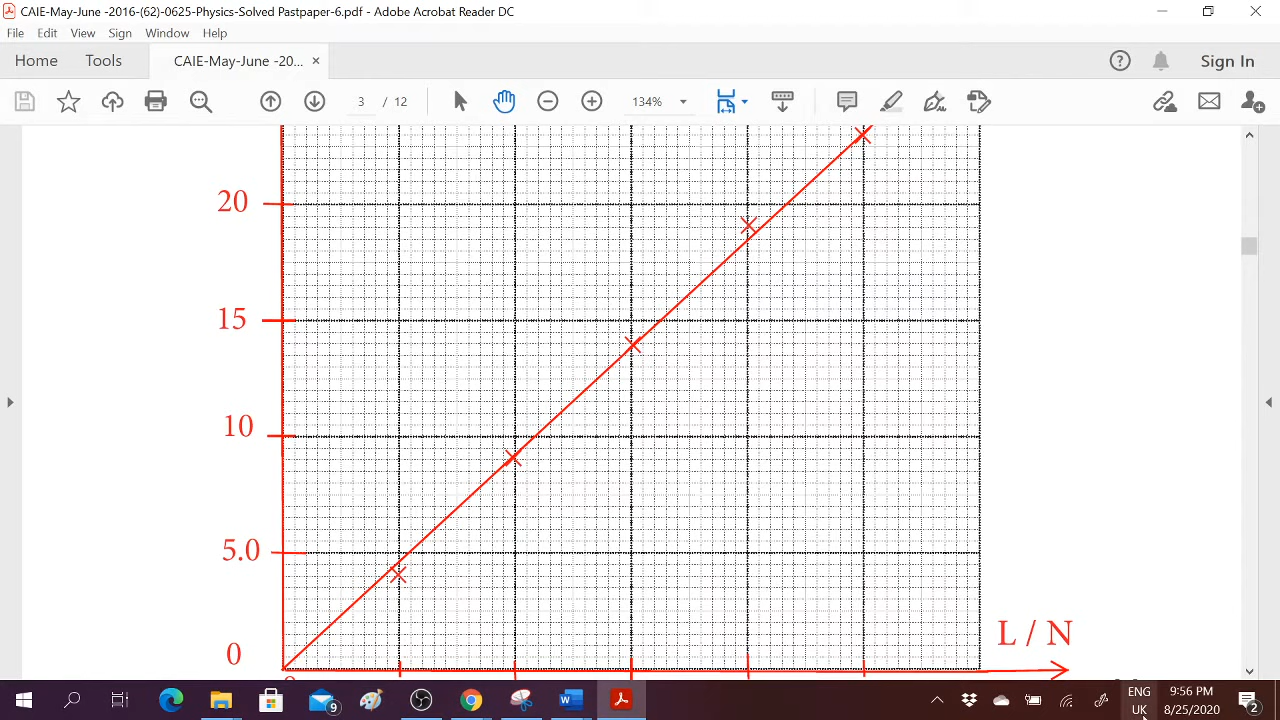 CAIE-May-June -2016-(62)-0625-Physics-Solved Pastpaper-6.pdf - Adobe Acrobat Reader DC
File Edit View Sign Window Help
Home Tools CAIE-May-June -20... × Sign In
3 / 12 134%
20
15
10
5.0
0
L / N
9 ENG 9:56 PM
UK 8/25/2020 2